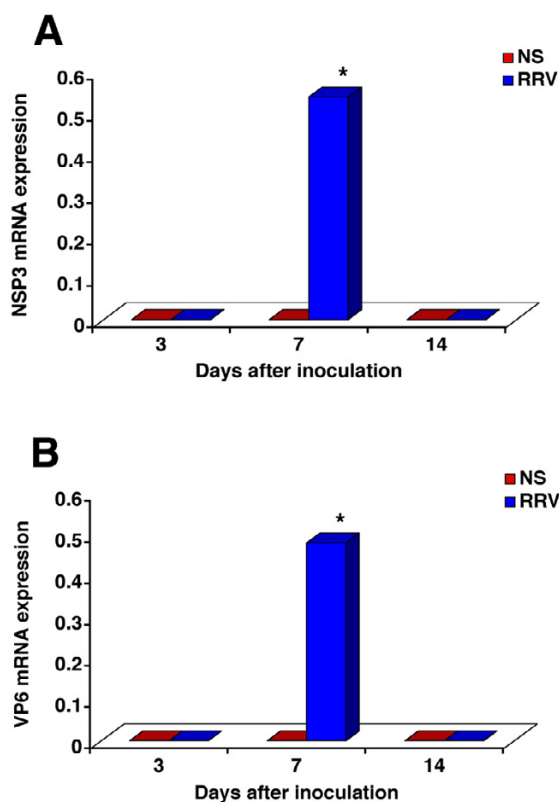 A
NS
RRV
*
0.6
0.5
0.4
0.3
0.2
0.1
0
NSP3 mRNA expression
3 7 14
Days after inoculation
B
NS
RRV
*
0.6
0.5
0.4
0.3
0.2
0.1
0
VP6 mRNA expression
3 7 14
Days after inoculation